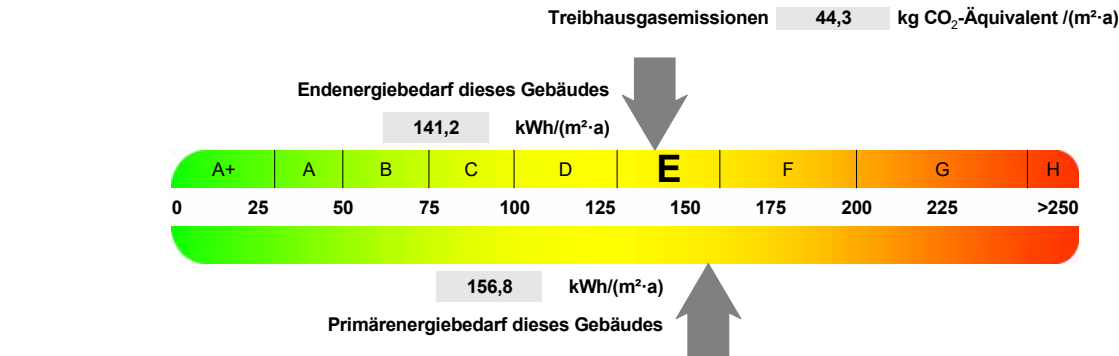 Treibhausgasemissionen 44,3 kg CO₂-Äquivalent /(m²·a)
Endenergiebedarf dieses Gebäudes
141,2 kWh/(m²·a)
A+ A B C D E F G H
0 25 50 75 100 125 150 175 200 225 >250
156,8 kWh/(m²·a)
Primärenergiebedarf dieses Gebäudes